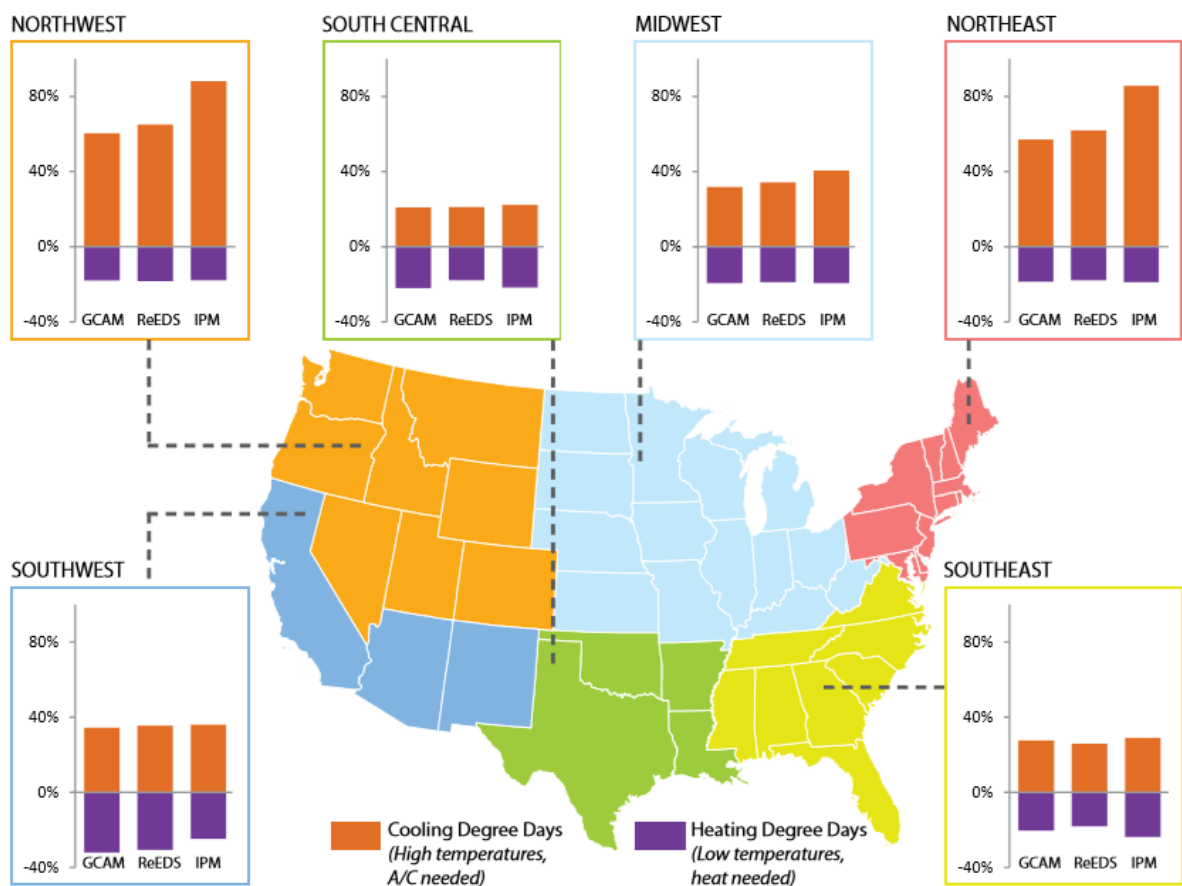 NORTHWEST
80%
40%
0%
-40%
GCAM ReEDS IPM
SOUTH CENTRAL
80%
40%
0%
-40%
GCAM ReEDS IPM
MIDWEST
80%
40%
0%
-40%
GCAM ReEDS IPM
NORTHEAST
80%
40%
0%
-40%
GCAM ReEDS IPM
SOUTHWEST
80%
40%
0%
-40%
GCAM ReEDS IPM
SOUTHEAST
80%
40%
0%
-40%
GCAM ReEDS IPM
Cooling Degree Days
(High temperatures,
A/C needed)
Heating Degree Days
(Low temperatures,
heat needed)